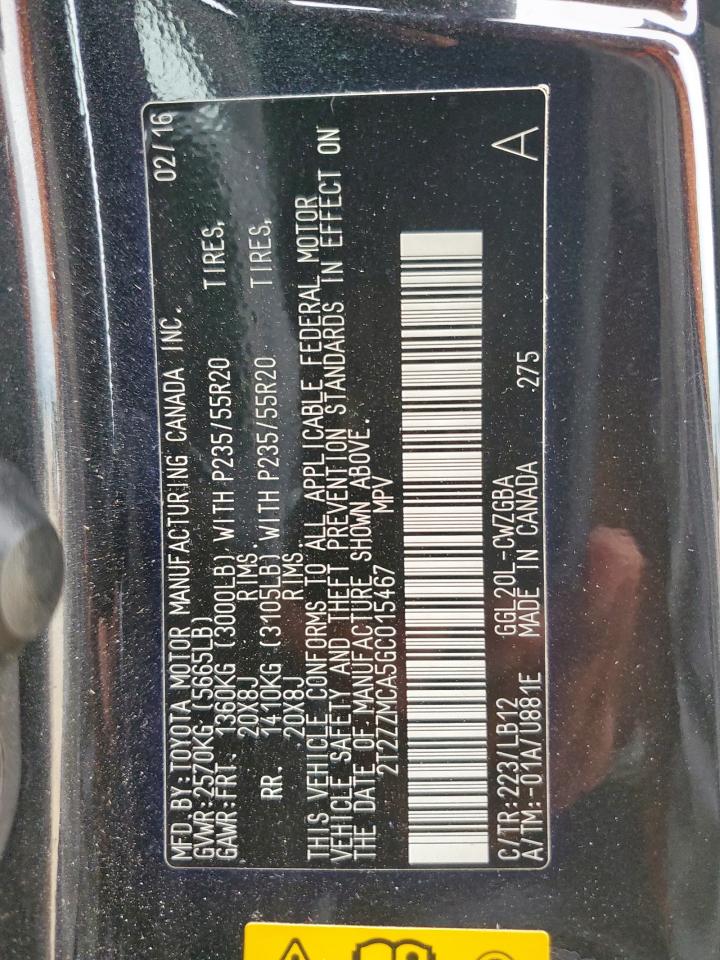 MFD.BY:TOYOTA MOTOR MANUFACTURING CANADA INC. 02/16
GVWR:2570KG (5665LB)
GAWR:FRT. 1360KG (3000LB) WITH P235/55R20 TIRES,
20X8J RIMS.
RR. 1410KG (3105LB) WITH P235/55R20 TIRES,
20X8J RIMS.
THIS VEHICLE CONFORMS TO ALL APPLICABLE FEDERAL MOTOR
VEHICLE SAFETY AND THEFT PREVENTION STANDARDS IN EFFECT ON
THE DATE OF MANUFACTURE SHOWN ABOVE.
2T2ZZMCA5GC015467 MPV
C/TR:2237LB12 GGL20L-CWZGBA
A/TM:-01A/U881E MADE IN CANADA 275
A